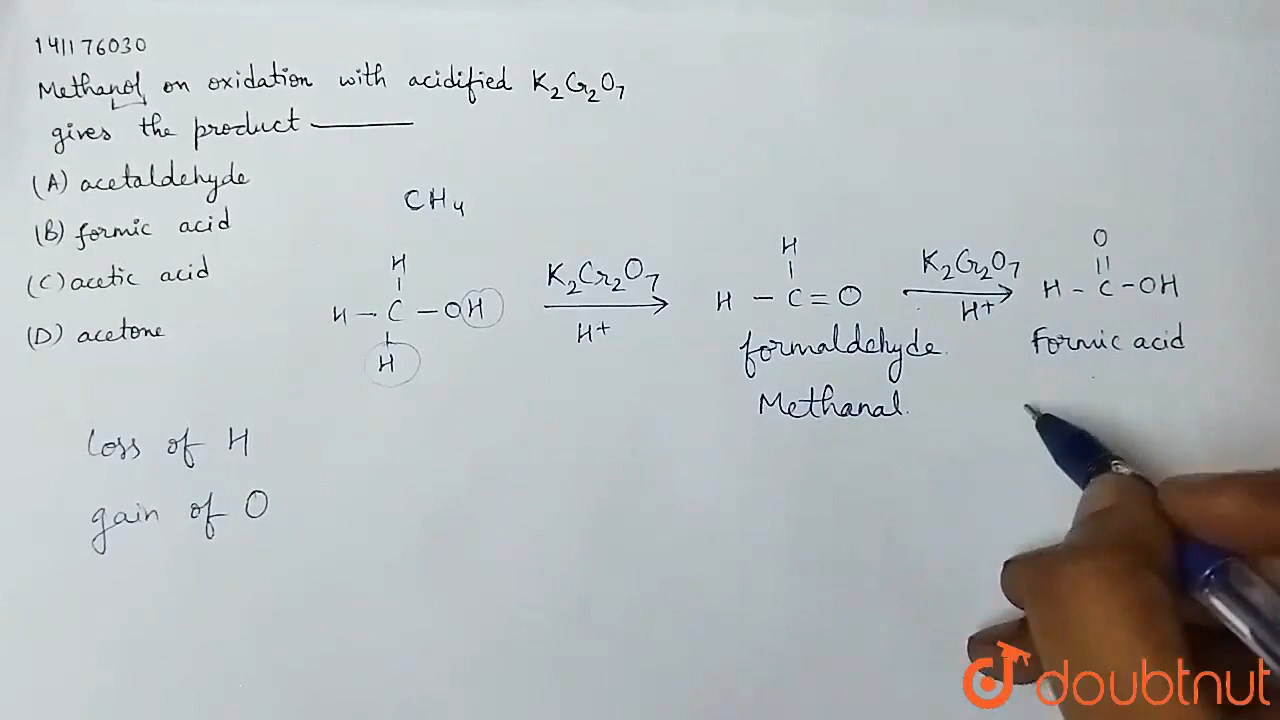 141176030
Methanol on oxidation with acidified K₂Cr₂O₇
gives the product ———
(A) acetaldehyde
(B) formic acid
(C) acetic acid
(D) acetone
CH₄
H
H – C – OH
H
K₂Cr₂O₇
H+
H
H – C = O
formaldehyde.
Methanal.
K₂Cr₂O₇
H+
O
H – C – OH
Formic acid
loss of H
gain of O
doubtnut